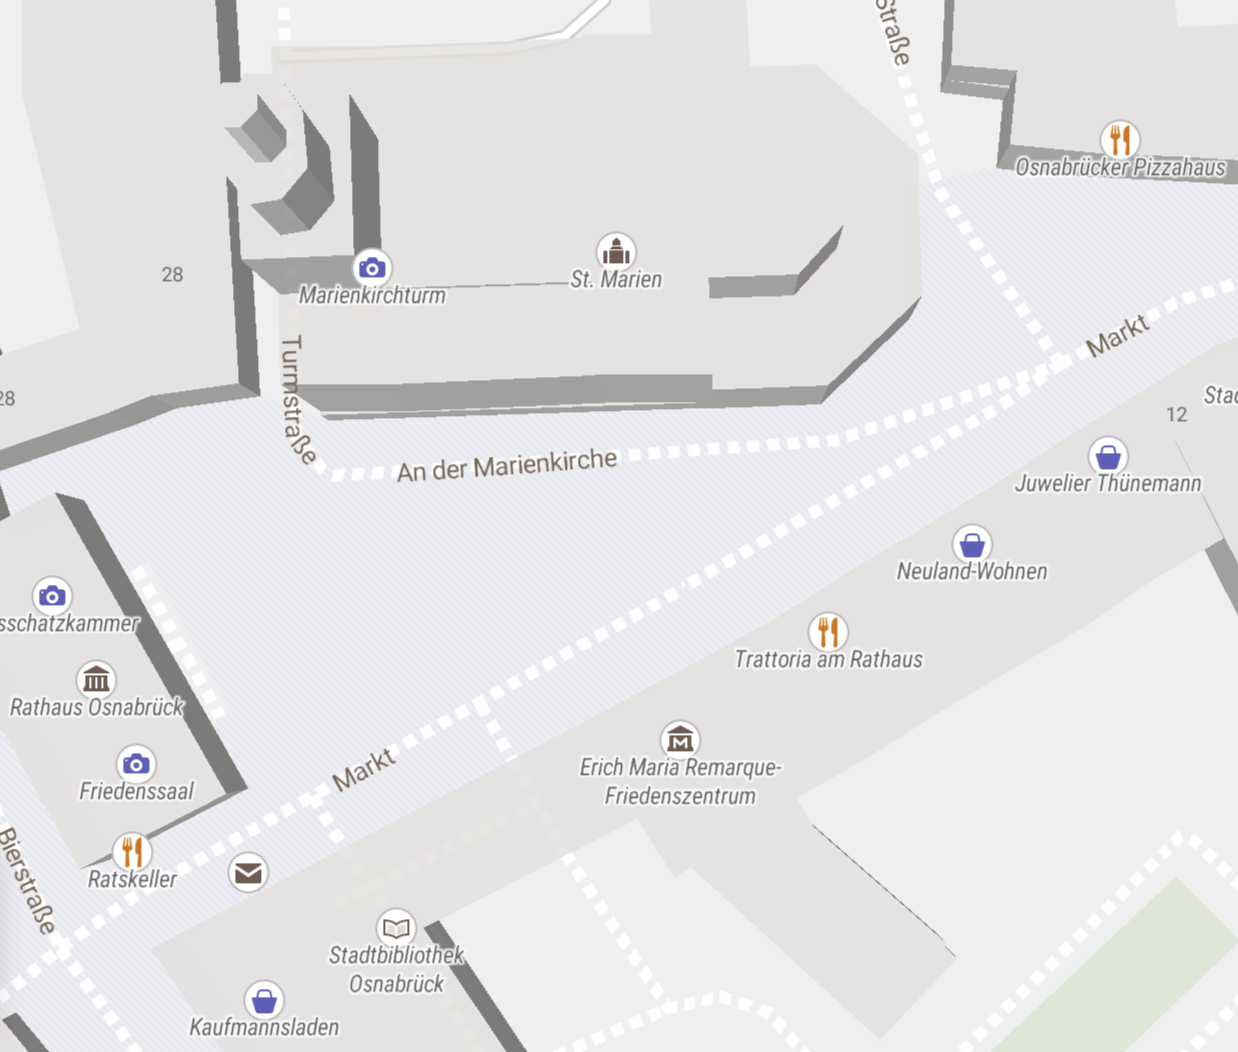 Straße
Osnabrücker Pizzahaus
28
St. Marien
Marienkirchturm
Markt
Turmstraße
28
12
An der Marienkirche
Juwelier Thünemann
Neuland-Wohnen
sschatzkammer
Trattoria am Rathaus
Rathaus Osnabrück
Markt
Erich Maria Remarque-
Friedenszentrum
Friedenssaal
Bierstraße
Ratskeller
Stadtbibliothek
Osnabrück
Kaufmannsladen